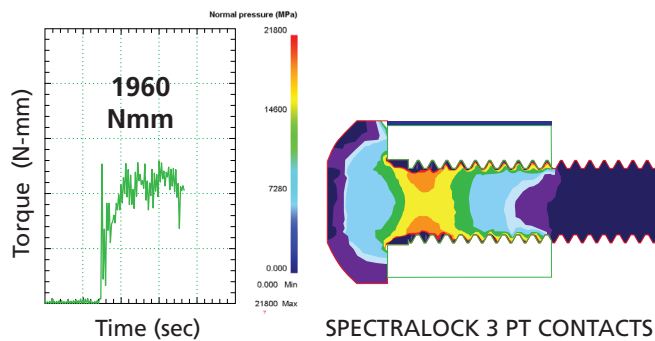 Normal pressure (MPa)
21800
1960
Nmm
14600
7280
0.000
0.000 Min
21800 Max
Torque (N-mm)
Time (sec)
SPECTRALOCK 3 PT CONTACTS